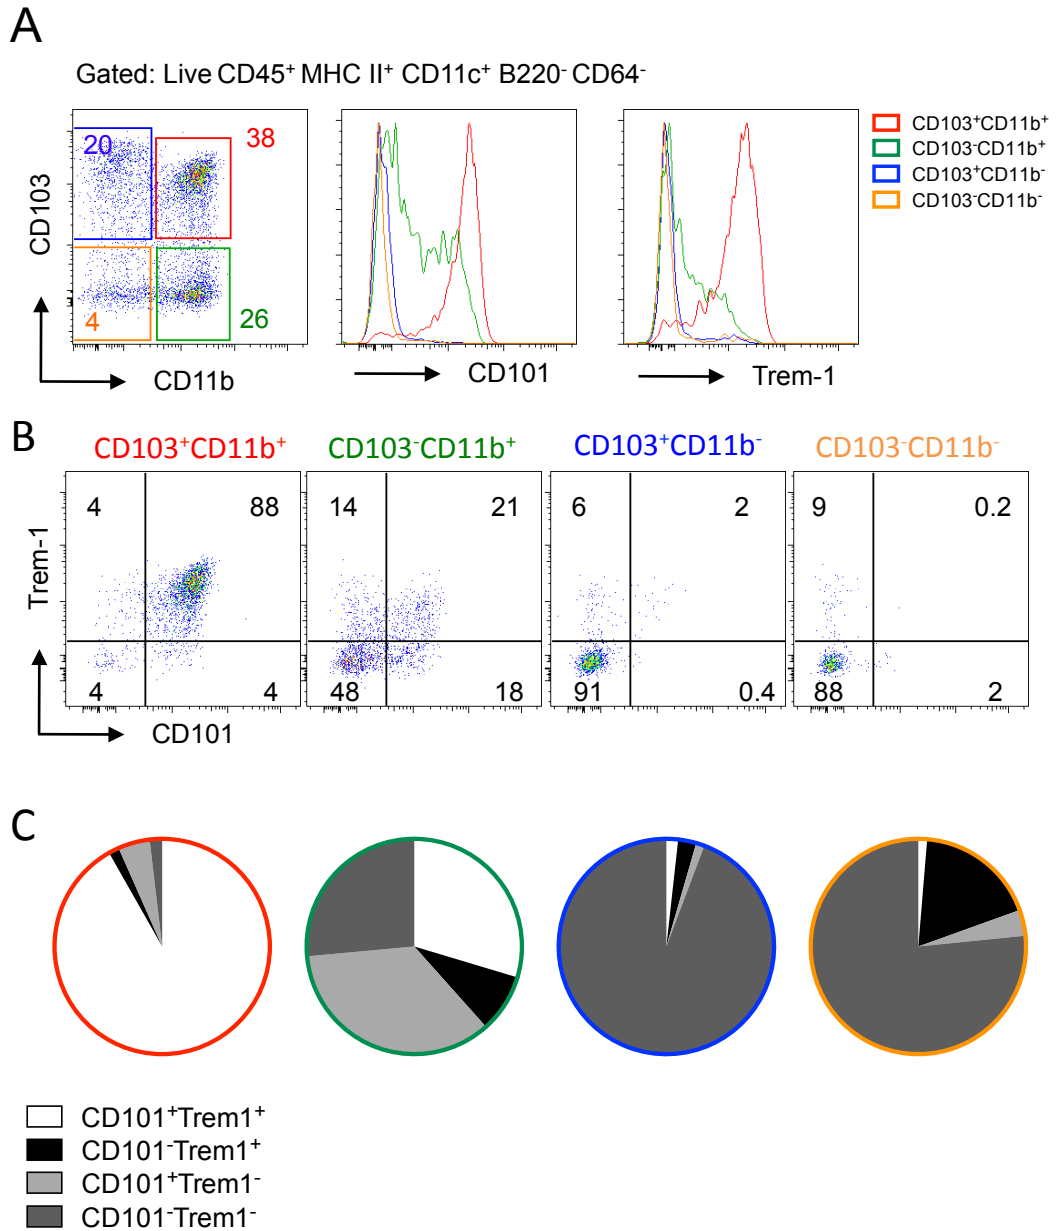 A
Gated: Live CD45⁺ MHC II⁺ CD11c⁺ B220⁻ CD64⁻
CD103
20
38
4
26
CD11b
CD101
Trem-1
CD103⁺CD11b⁺
CD103⁻CD11b⁺
CD103⁺CD11b⁻
CD103⁻CD11b⁻
B
CD103⁺CD11b⁺
CD103⁻CD11b⁺
CD103⁺CD11b⁻
CD103⁻CD11b⁻
Trem-1
4 88
14 21
6 2
9 0.2
4 4
48 18
91 0.4
88 2
CD101
C
CD101⁺Trem1⁺
CD101⁻Trem1⁺
CD101⁺Trem1⁻
CD101⁻Trem1⁻